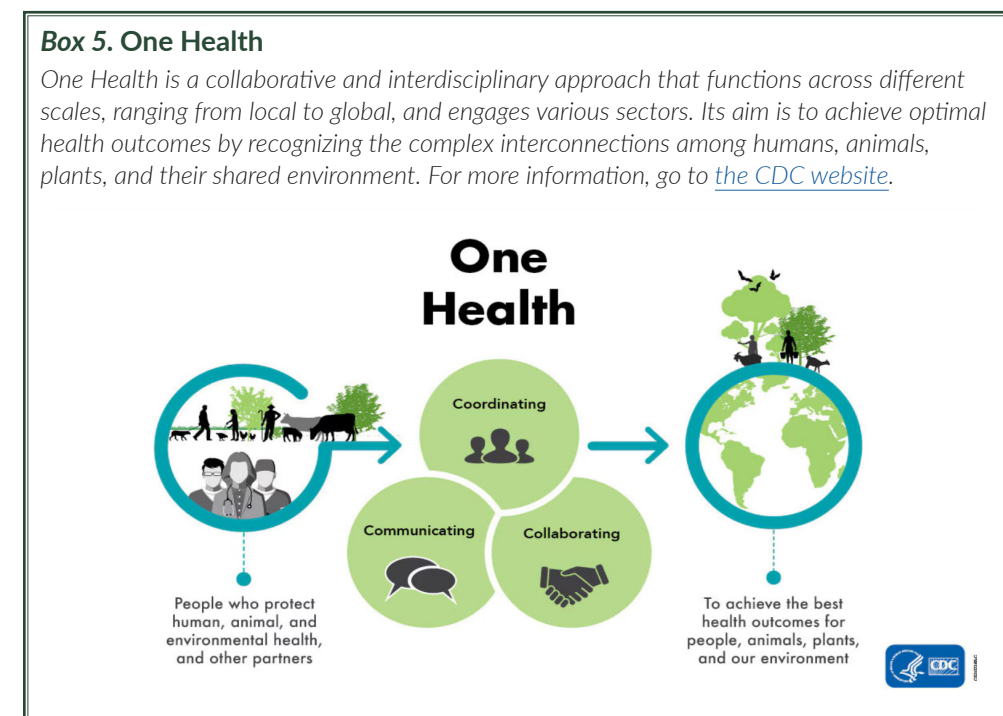 Box 5. One Health
One Health is a collaborative and interdisciplinary approach that functions across different
scales, ranging from local to global, and engages various sectors. Its aim is to achieve optimal
health outcomes by recognizing the complex interconnections among humans, animals,
plants, and their shared environment. For more information, go to the CDC website.
One
Health
Coordinating
Communicating
Collaborating
People who protect
human, animal, and
environmental health,
and other partners
To achieve the best
health outcomes for
people, animals, plants,
and our environment
CDC